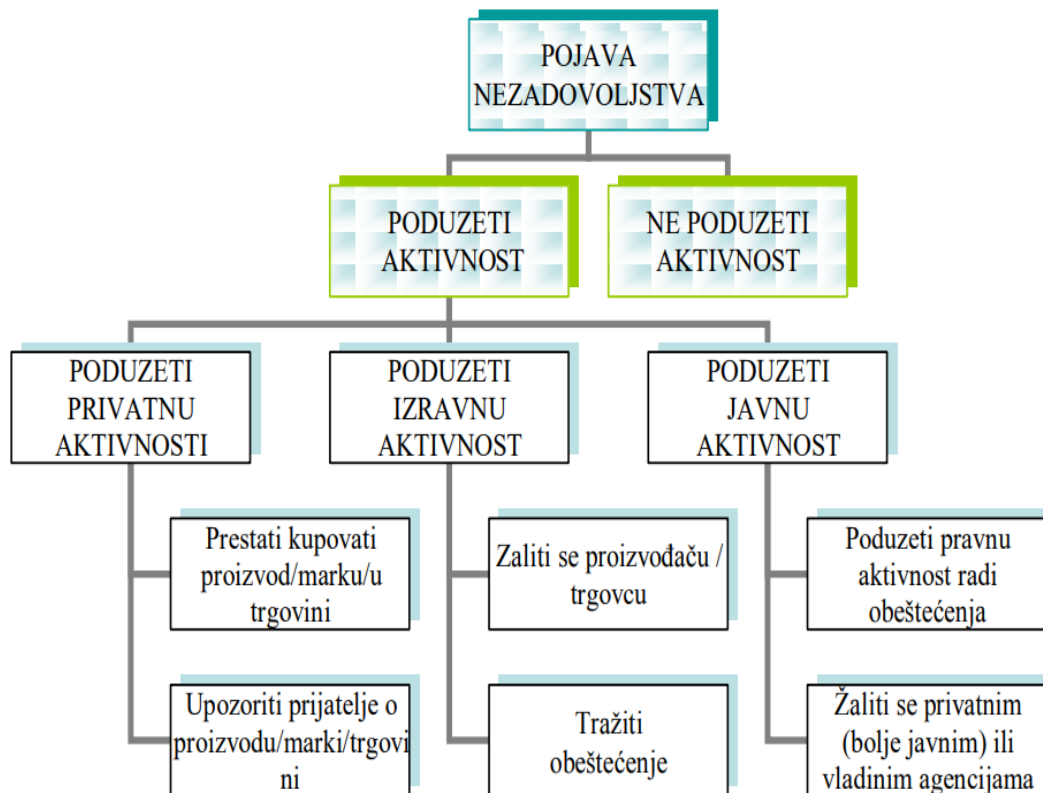 POJAVA
NEZADOVOLJSTVA
PODUZETI
AKTIVNOST
NE PODUZETI
AKTIVNOST
PODUZETI
PRIVATNU
AKTIVNOSTI
PODUZETI
IZRAVNU
AKTIVNOST
PODUZETI
JAVNU
AKTIVNOST
Prestati kupovati
proizvod/marku/u
trgovini
Zaliti se proizvođaču /
trgovcu
Poduzeti pravnu
aktivnost radi
obeštećenja
Upozoriti prijatelje o
proizvodu/marki/trgovi
ni
Tražiti
obeštećenje
Žaliti se privatnim
(bolje javnim) ili
vladinim agencijama